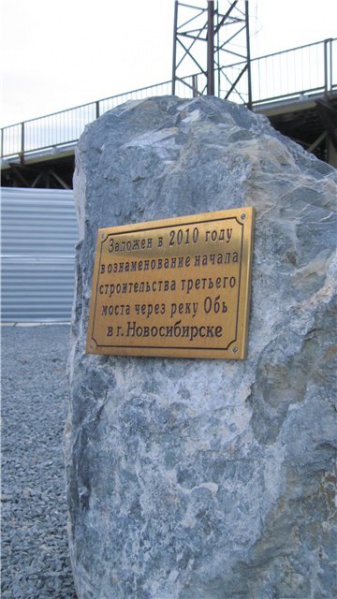 Заложен в 2010 году
в ознаменование начала
строительства третьего
моста через реку Обь
в г. Новосибирске